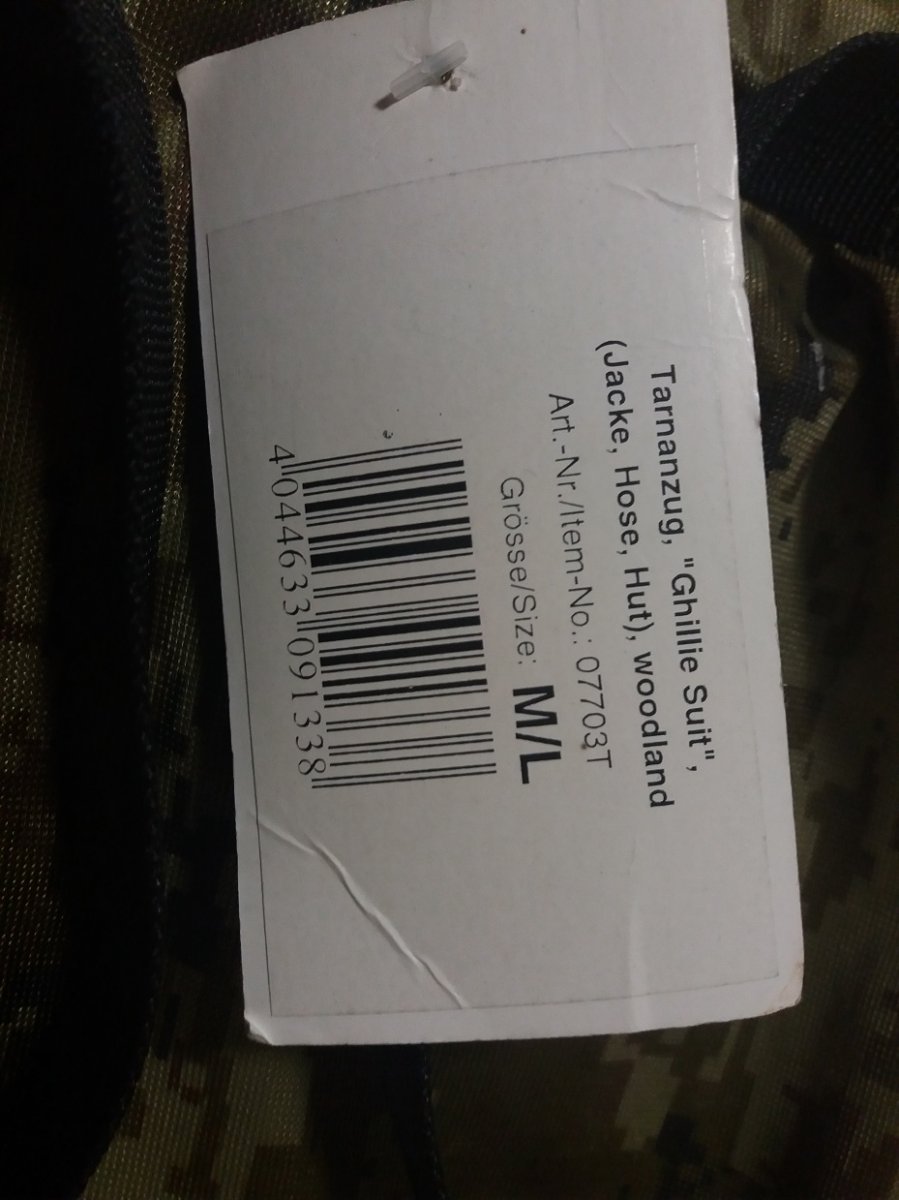 Tarnanzug, "Ghillie Suit",
(Jacke, Hose, Hut), woodland
Art.-Nr./Item-No.: 07703T
Grösse/Size: M/L
4 044633 091338